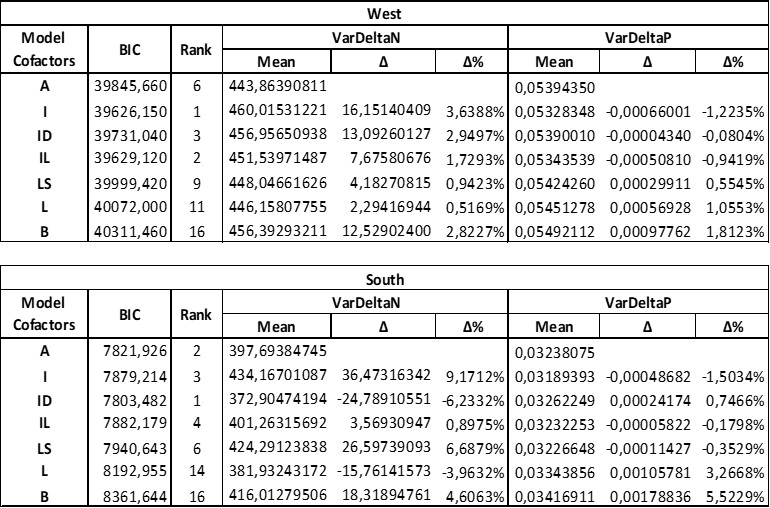 West
Model Cofactors BIC Rank VarDeltaN VarDeltaP
Mean Δ Δ% Mean Δ Δ%
A 39845,660 6 443,86390811 0,05394350
I 39626,150 1 460,01531221 16,15140409 3,6388% 0,05328348 -0,00066001 -1,2235%
ID 39731,040 3 456,95650938 13,09260127 2,9497% 0,05390010 -0,00004340 -0,0804%
IL 39629,120 2 451,53971487 7,67580676 1,7293% 0,05343539 -0,00050810 -0,9419%
LS 39999,420 9 448,04661626 4,18270815 0,9423% 0,05424260 0,00029911 0,5545%
L 40072,000 11 446,15807755 2,29416944 0,5169% 0,05451278 0,00056928 1,0553%
B 40311,460 16 456,39293211 12,52902400 2,8227% 0,05492112 0,00097762 1,8123%
South
Model Cofactors BIC Rank VarDeltaN VarDeltaP
Mean Δ Δ% Mean Δ Δ%
A 7821,926 2 397,69384745 0,03238075
I 7879,214 3 434,16701087 36,47316342 9,1712% 0,03189393 -0,00048682 -1,5034%
ID 7803,482 1 372,90474194 -24,78910551 -6,2332% 0,03262249 0,00024174 0,7466%
IL 7882,179 4 401,26315692 3,56930947 0,8975% 0,03232253 -0,00005822 -0,1798%
LS 7940,643 6 424,29123838 26,59739093 6,6879% 0,03226648 -0,00011427 -0,3529%
L 8192,955 14 381,93243172 -15,76141573 -3,9632% 0,03343856 0,00105781 3,2668%
B 8361,644 16 416,01279506 18,31894761 4,6063% 0,03416911 0,00178836 5,5229%